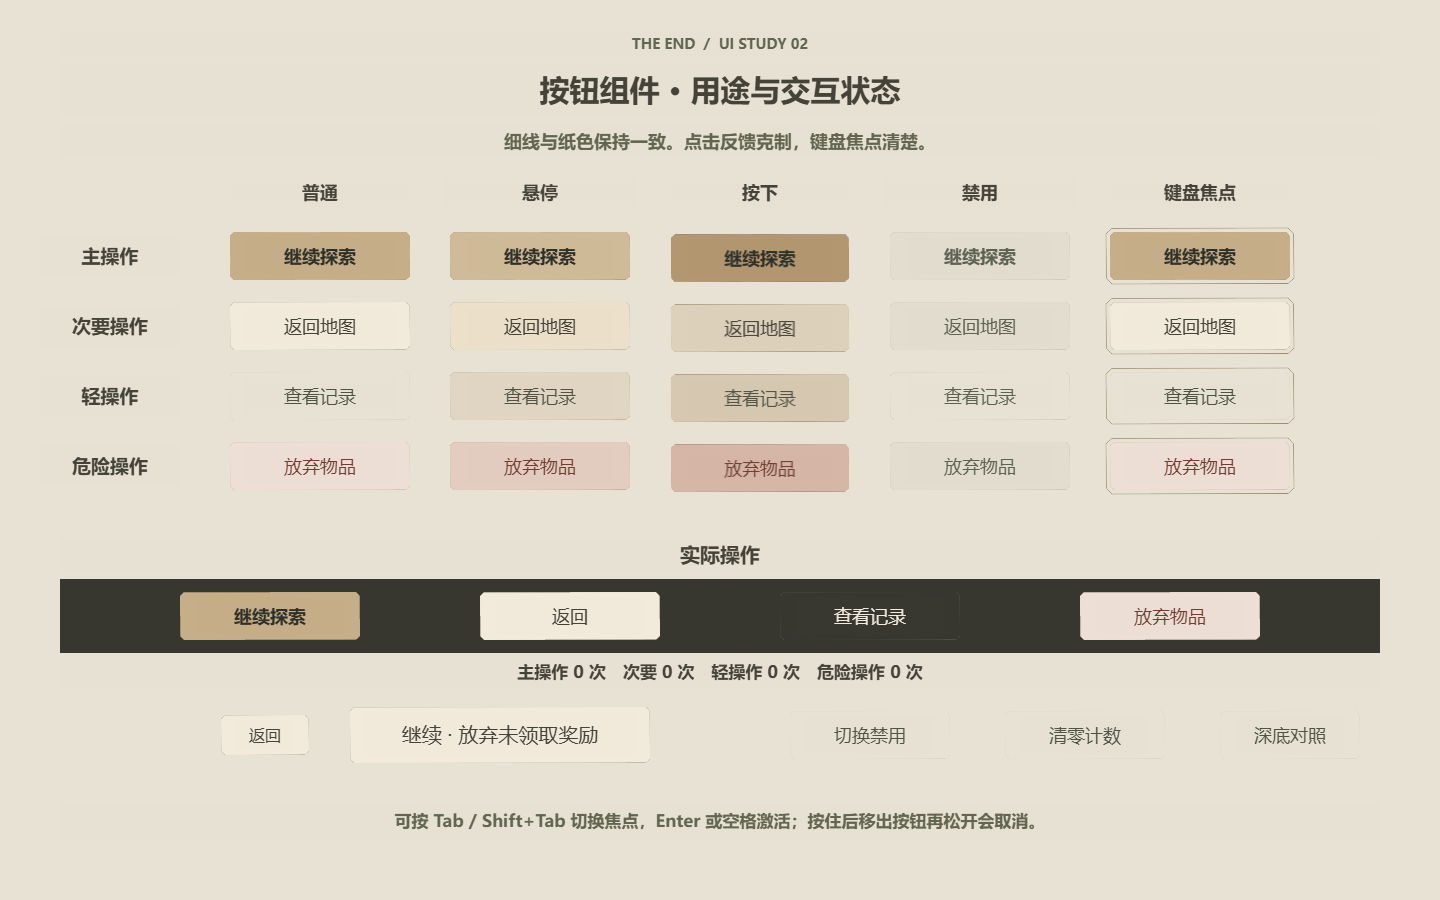 THE END / UI STUDY 02
按钮组件・用途与交互状态
细线与纸色保持一致。点击反馈克制，键盘焦点清楚。
普通 悬停 按下 禁用 键盘焦点
主操作 继续探索 继续探索 继续探索 继续探索 继续探索
次要操作 返回地图 返回地图 返回地图 返回地图 返回地图
轻操作 查看记录 查看记录 查看记录 查看记录 查看记录
危险操作 放弃物品 放弃物品 放弃物品 放弃物品 放弃物品
实际操作
继续探索 返回 查看记录 放弃物品
主操作 0 次 次要 0 次 轻操作 0 次 危险操作 0 次
返回 继续 · 放弃未领取奖励 切换禁用 清零计数 深底对照
可按 Tab / Shift+Tab 切换焦点，Enter 或空格激活；按住后移出按钮再松开会取消。